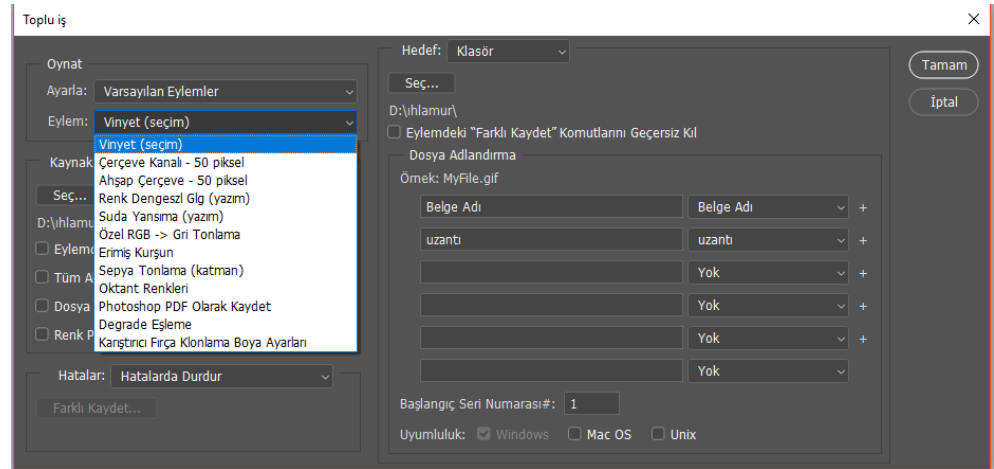 Toplu iş
Oynat
Ayarla: Varsayılan Eylemler
Eylem: Vinyet (seçim)
Vinyet (seçim)
Çerçeve Kanalı - 50 piksel
Ahşap Çerçeve - 50 piksel
Renk Dengeszl Glg (yazım)
Suda Yansıma (yazım)
Özel RGB -> Gri Tonlama
Erimiş Kurşun
Sepya Tonlama (katman)
Oktant Renkleri
Photoshop PDF Olarak Kaydet
Degrade Eşleme
Karıştırıcı Fırça Klonlama Boya Ayarları
Kaynak
Seç...
D:\ıhlamu
Eylemd
Tüm A
Dosya
Renk P
Hatalar: Hatalarda Durdur
Farklı Kaydet...
Hedef: Klasör
Seç...
D:\ıhlamur\
Eylemdeki “Farklı Kaydet” Komutlannı Geçersiz Kıl
Dosya Adlandırma
Örnek: MyFile.gif
Belge Adı Belge Adı +
uzantı uzantı +
Yok +
Yok +
Yok +
Yok
Başlangıç Seri Numarası#: 1
Uyumluluk: Windows Mac OS Unix
Tamam
İptal